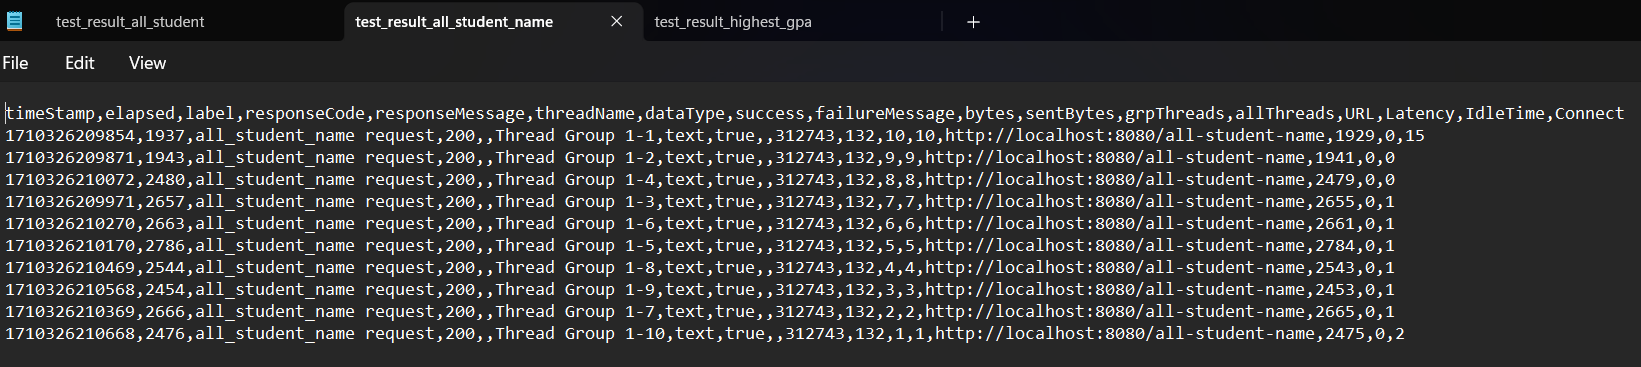 test_result_all_student test_result_all_student_name test_result_highest_gpa
File Edit View
timeStamp,elapsed,label,responseCode,responseMessage,threadName,dataType,success,failureMessage,bytes,sentBytes,grpThreads,allThreads,URL,Latency,IdleTime,Connect
1710326209854,1937,all_student_name request,200,,Thread Group 1-1,text,true,,312743,132,10,10,http://localhost:8080/all-student-name,1929,0,15
1710326209871,1943,all_student_name request,200,,Thread Group 1-2,text,true,,312743,132,9,9,http://localhost:8080/all-student-name,1941,0,0
1710326210072,2480,all_student_name request,200,,Thread Group 1-4,text,true,,312743,132,8,8,http://localhost:8080/all-student-name,2479,0,0
1710326209971,2657,all_student_name request,200,,Thread Group 1-3,text,true,,312743,132,7,7,http://localhost:8080/all-student-name,2655,0,1
1710326210270,2663,all_student_name request,200,,Thread Group 1-6,text,true,,312743,132,6,6,http://localhost:8080/all-student-name,2661,0,1
1710326210170,2786,all_student_name request,200,,Thread Group 1-5,text,true,,312743,132,5,5,http://localhost:8080/all-student-name,2784,0,1
1710326210469,2544,all_student_name request,200,,Thread Group 1-8,text,true,,312743,132,4,4,http://localhost:8080/all-student-name,2543,0,1
1710326210568,2454,all_student_name request,200,,Thread Group 1-9,text,true,,312743,132,3,3,http://localhost:8080/all-student-name,2453,0,1
1710326210369,2666,all_student_name request,200,,Thread Group 1-7,text,true,,312743,132,2,2,http://localhost:8080/all-student-name,2665,0,1
1710326210668,2476,all_student_name request,200,,Thread Group 1-10,text,true,,312743,132,1,1,http://localhost:8080/all-student-name,2475,0,2